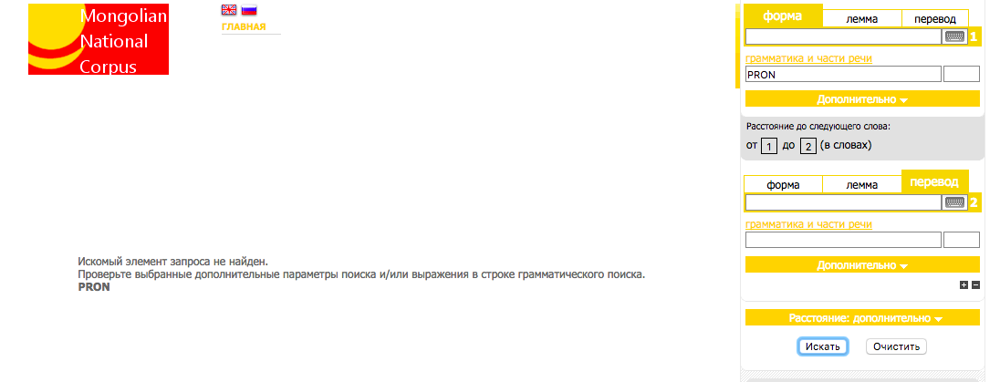 Mongolian
National
Corpus
ГЛАВНАЯ
Искомый элемент запроса не найден.
Проверьте выбранные дополнительные параметры поиска и/или выражения в строке грамматического поиска.
PRON
форма лемма перевод
1
грамматика и части речи
PRON
Дополнительно
Расстояние до следующего слова:
от 1 до 2 (в словах)
форма лемма перевод
2
грамматика и части речи
Дополнительно
Расстояние: дополнительно
Искать Очистить